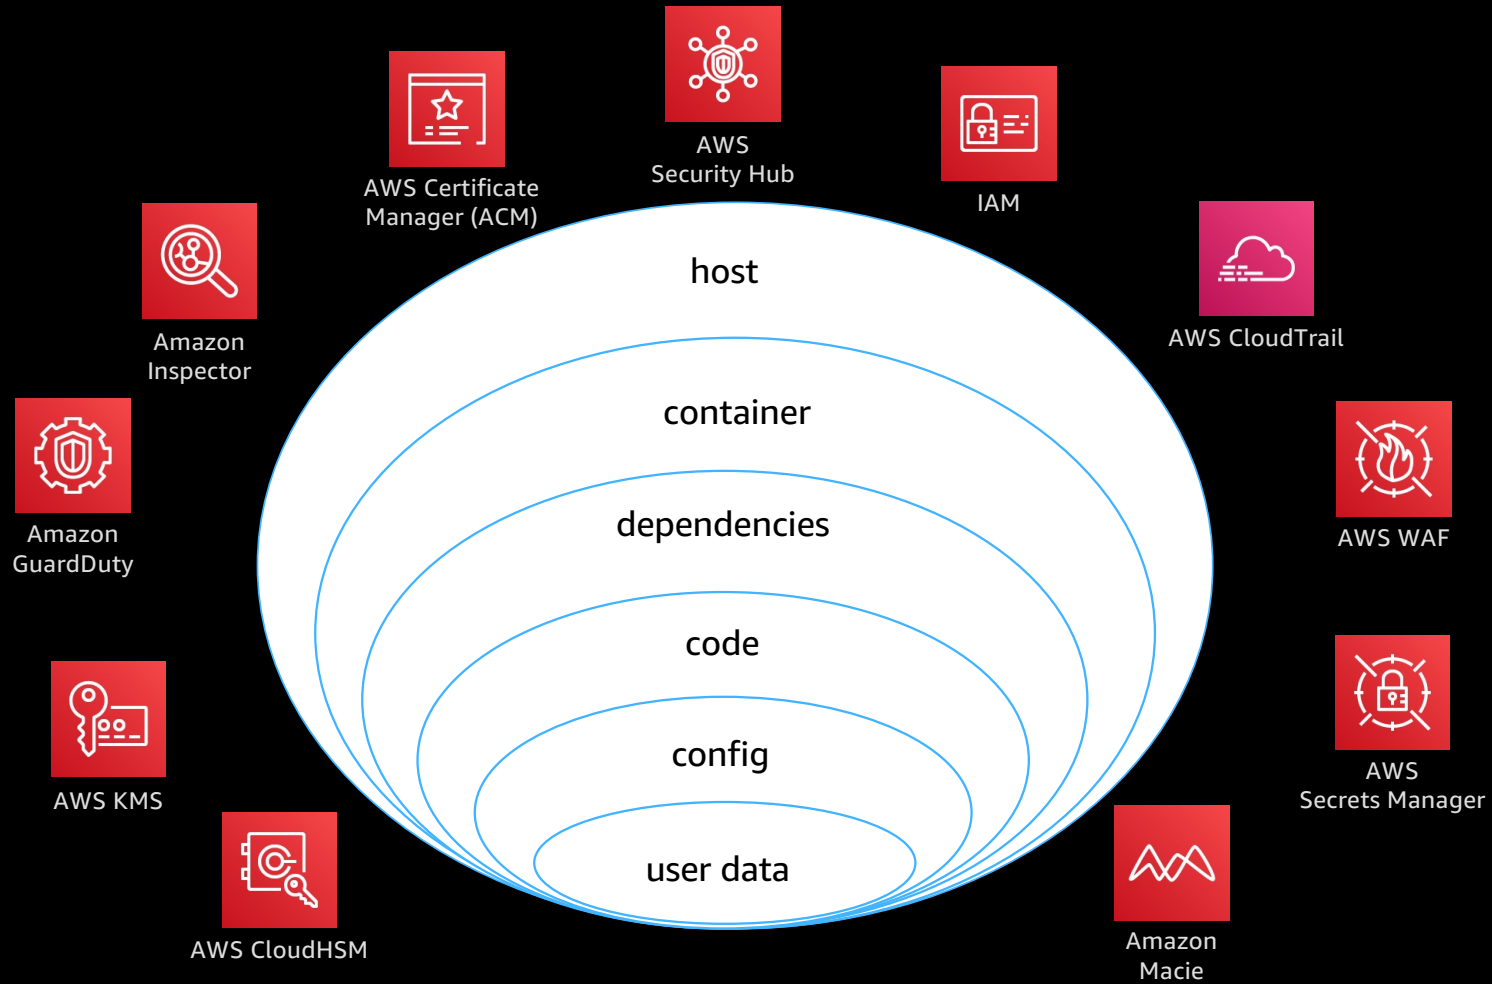 AWS
Security Hub
AWS Certificate
Manager (ACM)
IAM
host
AWS CloudTrail
Amazon
Inspector
container
dependencies
Amazon
GuardDuty
AWS WAF
code
config
AWS KMS
AWS
Secrets Manager
user data
AWS CloudHSM
Amazon
Macie